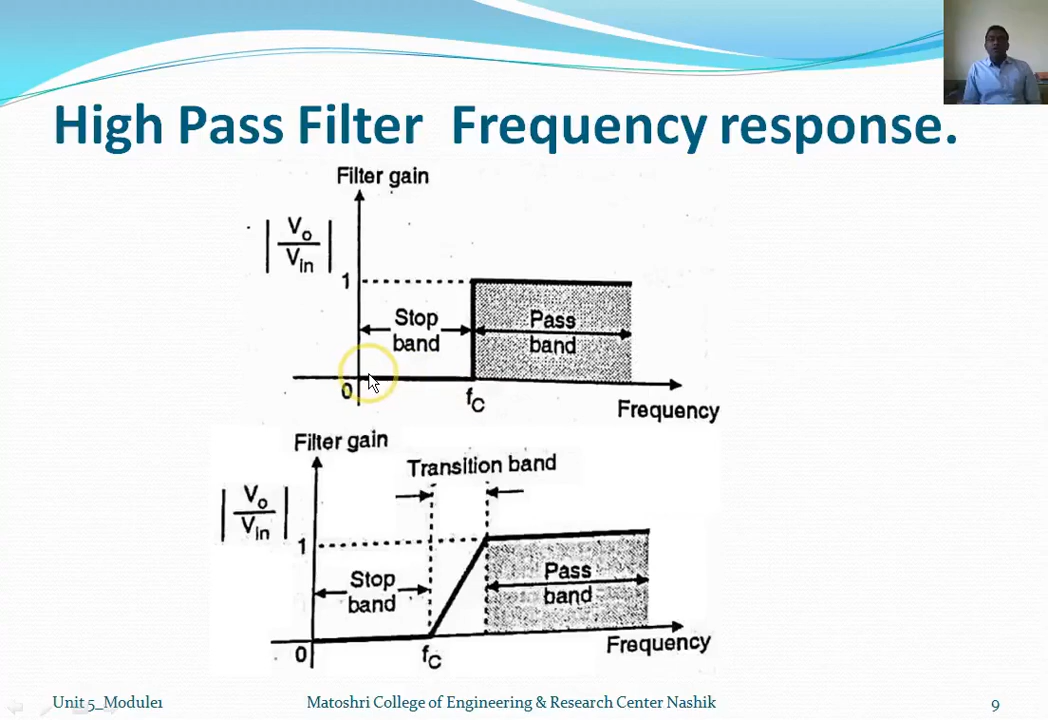 High Pass Filter Frequency response.
Filter gain
| Vo / Vin |
1
Stop band
Pass band
0
fC
Frequency
Filter gain
Transition band
| Vo / Vin |
1
Stop band
Pass band
0
fC
Frequency
Unit 5_Module1 Matoshri College of Engineering & Research Center Nashik 9